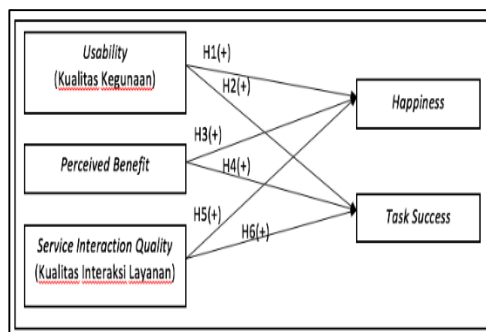 Usability
(Kualitas Kegunaan)
H1(+)
H2(+)
Happiness
H3(+)
Perceived Benefit
H4(+)
H5(+)
Task Success
Service Interaction Quality
(Kualitas Interaksi Layanan)
H6(+)